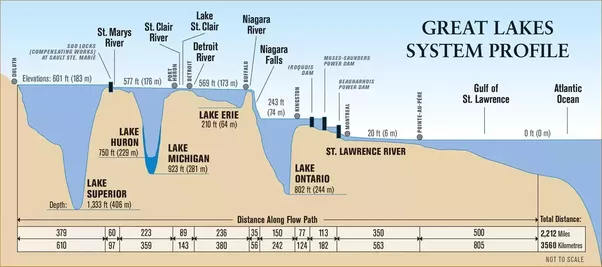 GREAT LAKES
SYSTEM PROFILE
DULUTH
Elevations: 601 ft (183 m)
SOO LOCKS
(COMPENSATING WORKS)
AT SAULT STE. MARIE
St. Marys
River
577 ft (176 m)
St. Clair
River
PORT
HURON
Lake
St. Clair
DETROIT
Detroit
River
569 ft (173 m)
BUFFALO
Niagara
River
Niagara
Falls
243 ft
(74 m)
KINGSTON
IROQUOIS
DAM
MOSES-SAUNDERS
POWER DAM
BEAUHARNOIS
POWER DAM
MONTREAL
20 ft (6 m)
POINTE-AU-PÈRE
Gulf of
St. Lawrence
Atlantic
Ocean
0 ft (0 m)
LAKE ERIE
210 ft (64 m)
LAKE
HURON
750 ft (229 m)
LAKE
MICHIGAN
923 ft (281 m)
ST. LAWRENCE RIVER
LAKE
SUPERIOR
Depth: 1,333 ft (406 m)
LAKE
ONTARIO
802 ft (244 m)
Distance Along Flow Path
Total Distance:
379 60 223 89 236 35 150 77 113 350 500 2,212 Miles
610 97 359 143 380 56 242 124 182 563 805 3560 Kilometres
NOT TO SCALE